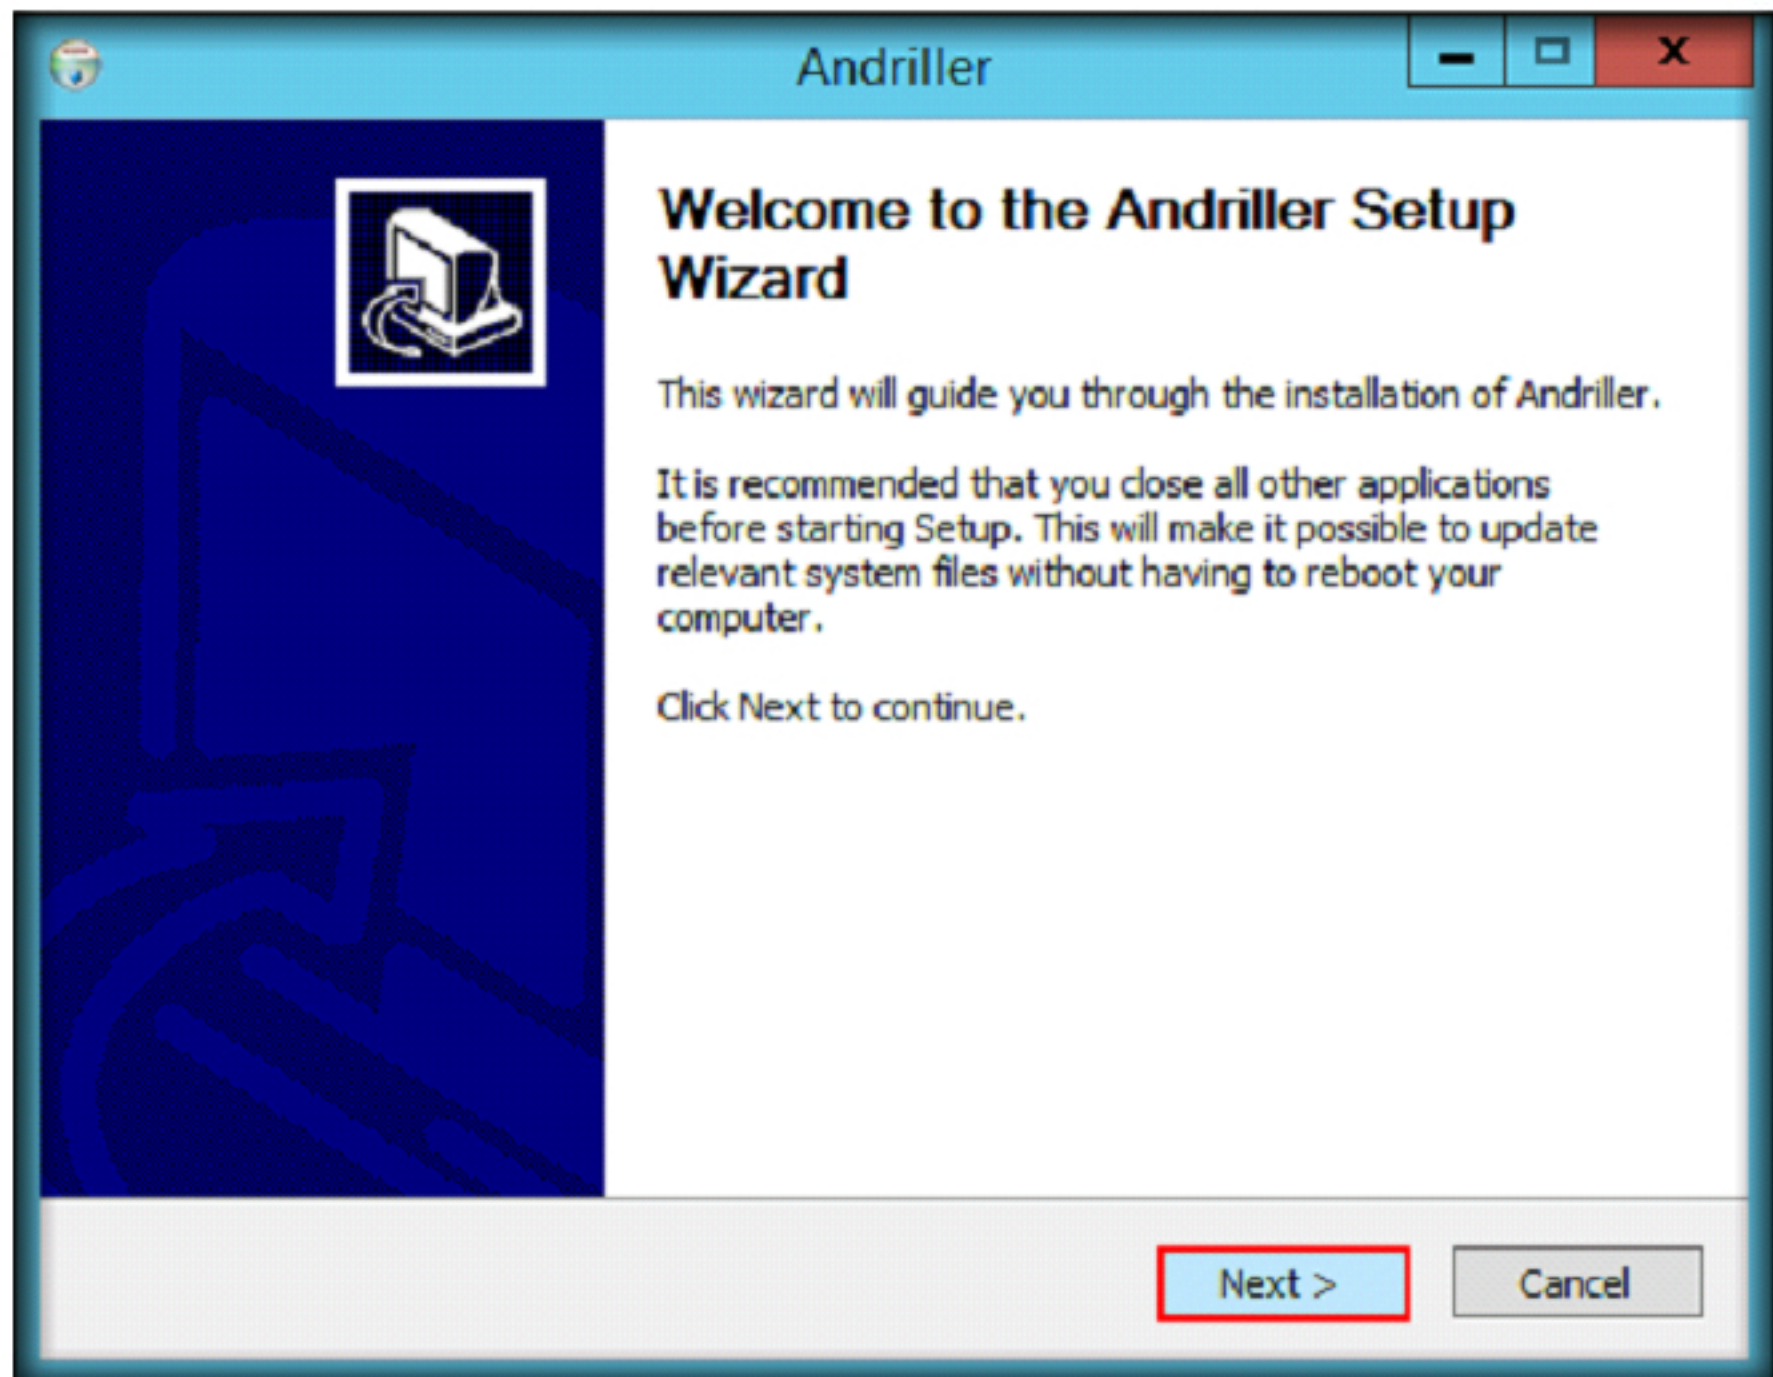 Andriller
Welcome to the Andriller Setup
Wizard
This wizard will guide you through the installation of Andriller.
It is recommended that you close all other applications
before starting Setup. This will make it possible to update
relevant system files without having to reboot your
computer.
Click Next to continue.
Next >
Cancel